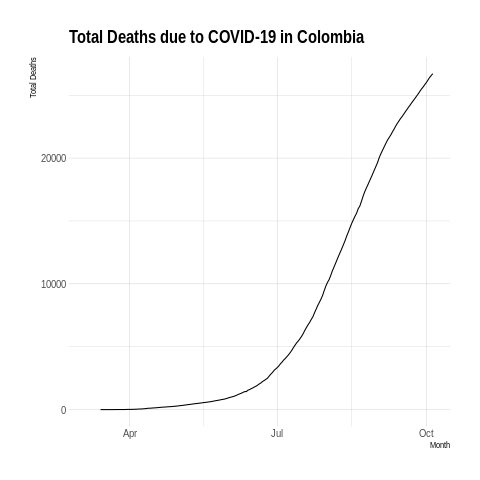 Total Deaths due to COVID-19 in Colombia
Total Deaths
20000
10000
0
Apr
Jul
Oct
Month